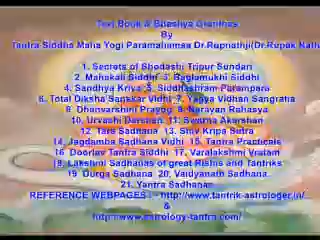 Text Book & Bhashya Granthas
By
Tantra Siddha Maha Yogi Paramahamsa Dr.Rupnathji(Dr.Rupak Nath
1. Secrets of Shodashi Tripur Sundari
2. Mahakali Siddhi 3. Baglumukhi Siddhi
4. Sandhya Kriya 5. Siddhashram Parampara
6. Total Diksha Sanskar Vidhi 7. Yagya Vidhan Sangraha
8. Dhanvarshini Prayog 9. Narayan Rahasya
10. Urvashi Darshan 11. Swarna Akarshan
12. Tara Sadhana 13. Shiv Kripa Sutra
14. Jagdamba Sadhana Vidhi 15. Tantra Practicals
16 Doorlav Tantra Siddhi 17. Varalakshmi Vratam
18. Lakshmi Sadhanas of great Rishis and Tantriks
19 Durga Sadhana 20. Vaidyanath Sadhana
21. Yantra Sadhanas
REFERENCE WEBPAGES :- http://www.tantrik-astrologer.in/
&
http://www.astrology-tantra.com/